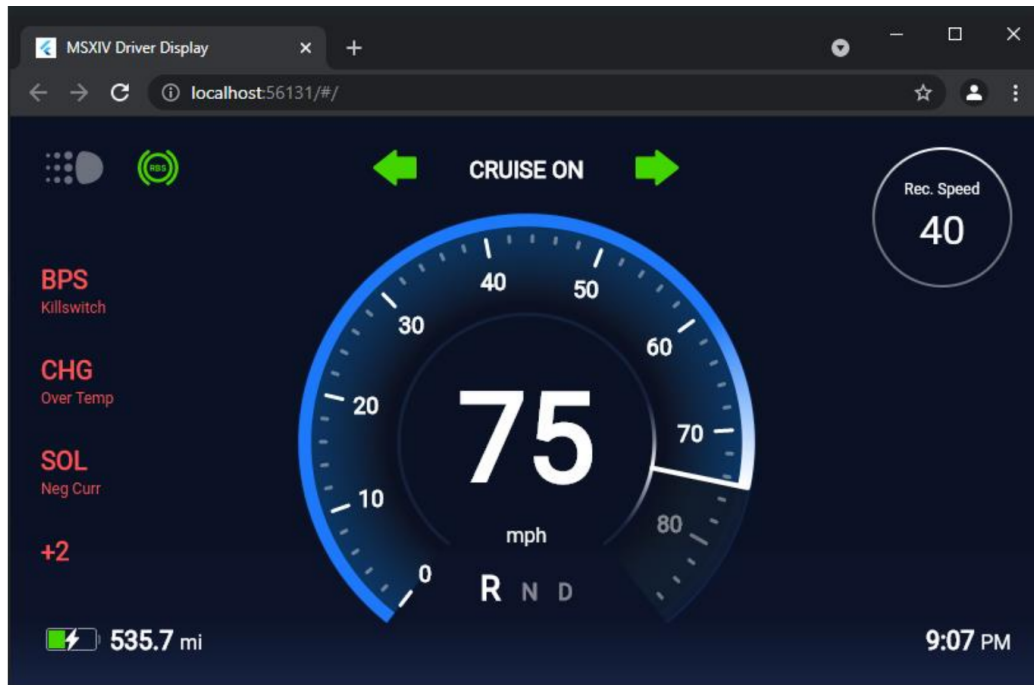 MSXIV Driver Display
localhost:56131/#/
RBS
CRUISE ON
Rec. Speed
40
BPS
Killswitch
CHG
Over Temp
SOL
Neg Curr
+2
0
10
20
30
40
50
60
70
80
75
mph
R N D
535.7 mi
9:07 PM